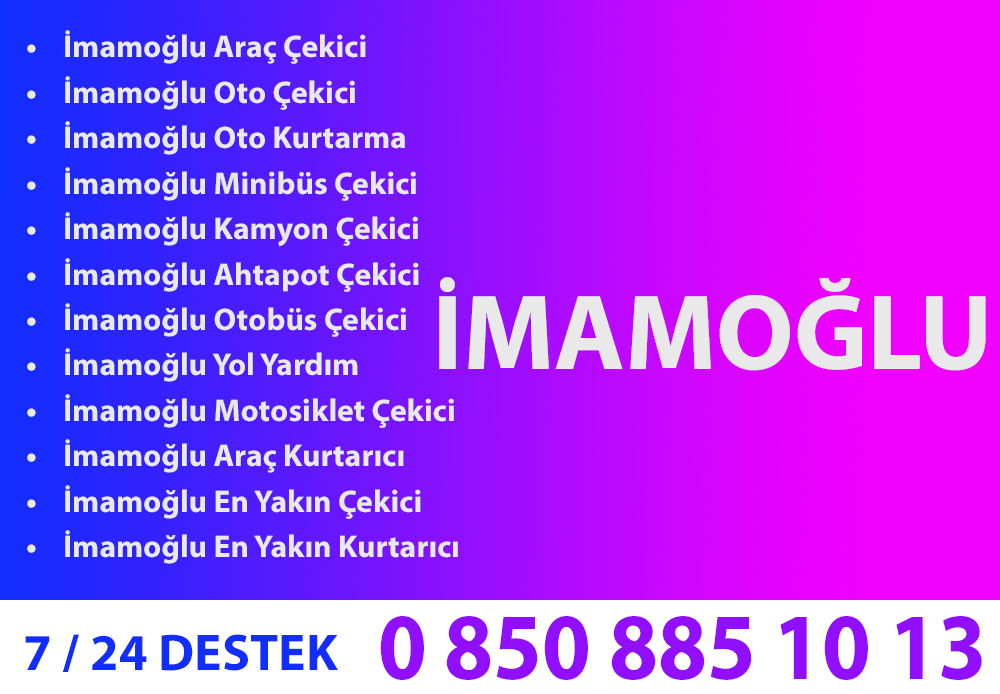 • İmamoğlu Araç Çekici
• İmamoğlu Oto Çekici
• İmamoğlu Oto Kurtarma
• İmamoğlu Minibüs Çekici
• İmamoğlu Kamyon Çekici
• İmamoğlu Ahtapot Çekici
• İmamoğlu Otobüs Çekici
• İmamoğlu Yol Yardım
• İmamoğlu Motosiklet Çekici
• İmamoğlu Araç Kurtarıcı
• İmamoğlu En Yakın Çekici
• İmamoğlu En Yakın Kurtarıcı
İMAMOĞLU
7 / 24 DESTEK
0 850 885 10 13